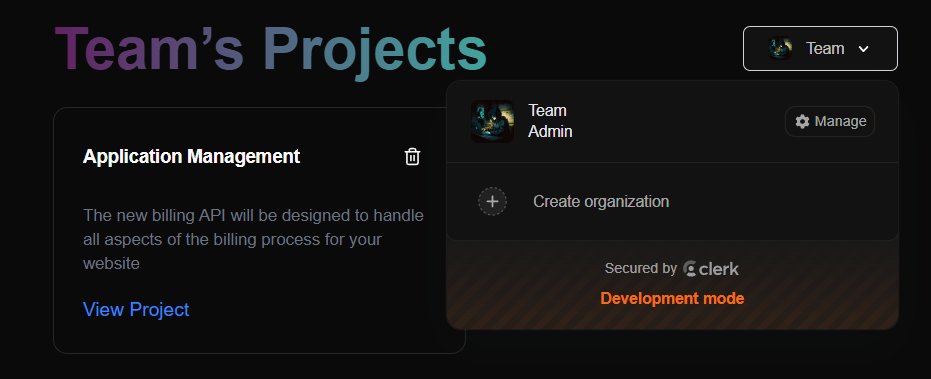 Team’s Projects
Team
Team
Admin
Manage
Application Management
Create organization
The new billing API will be designed to handle
all aspects of the billing process for your
website
Secured by clerk
Development mode
View Project